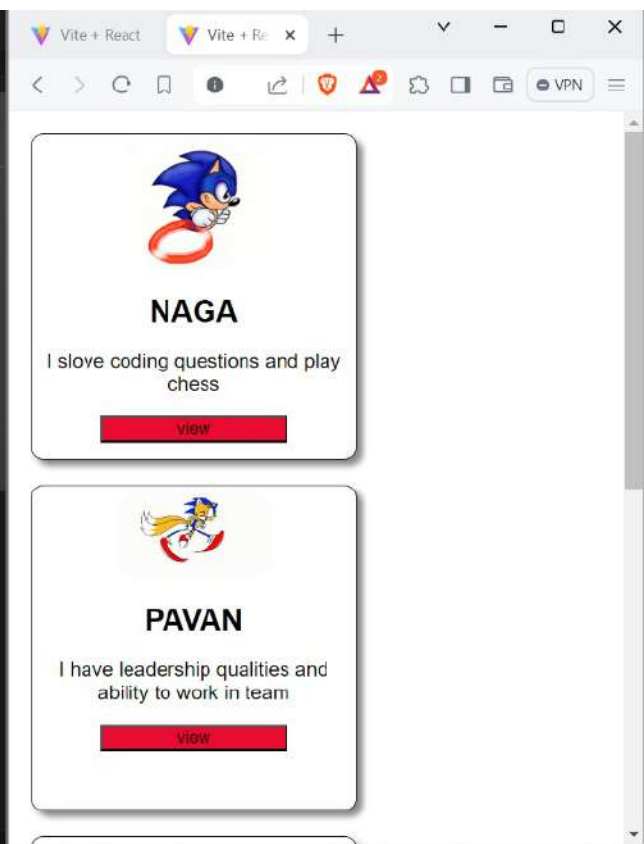 Vite + React
Vite + Re
2
VPN
NAGA
I slove coding questions and play
chess
view
PAVAN
I have leadership qualities and
ability to work in team
view